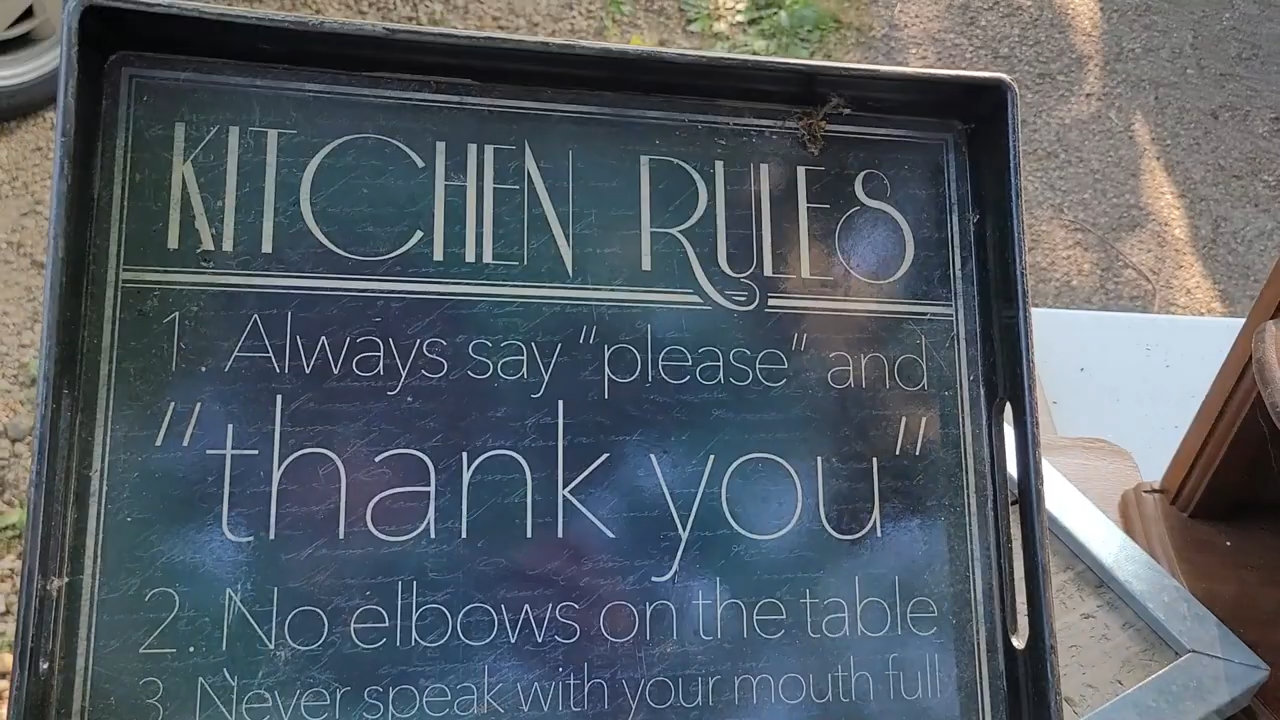 KITCHEN RULES
1. Always say "please" and
"thank you"
2. No elbows on the table
3. Never speak with your mouth full